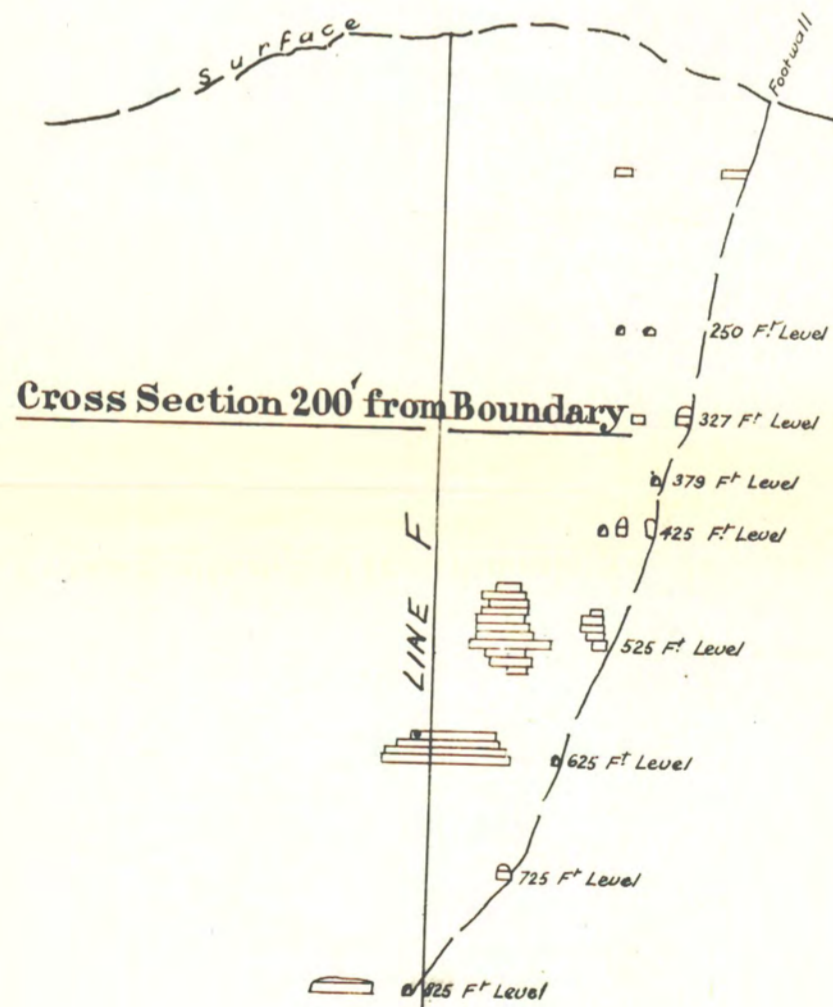 Surface
Footwall
250 Ft Level
Cross Section 200' from Boundary
327 Ft Level
379 Ft Level
425 Ft Level
LINE F
525 Ft Level
625 Ft Level
725 Ft Level
825 Ft Level